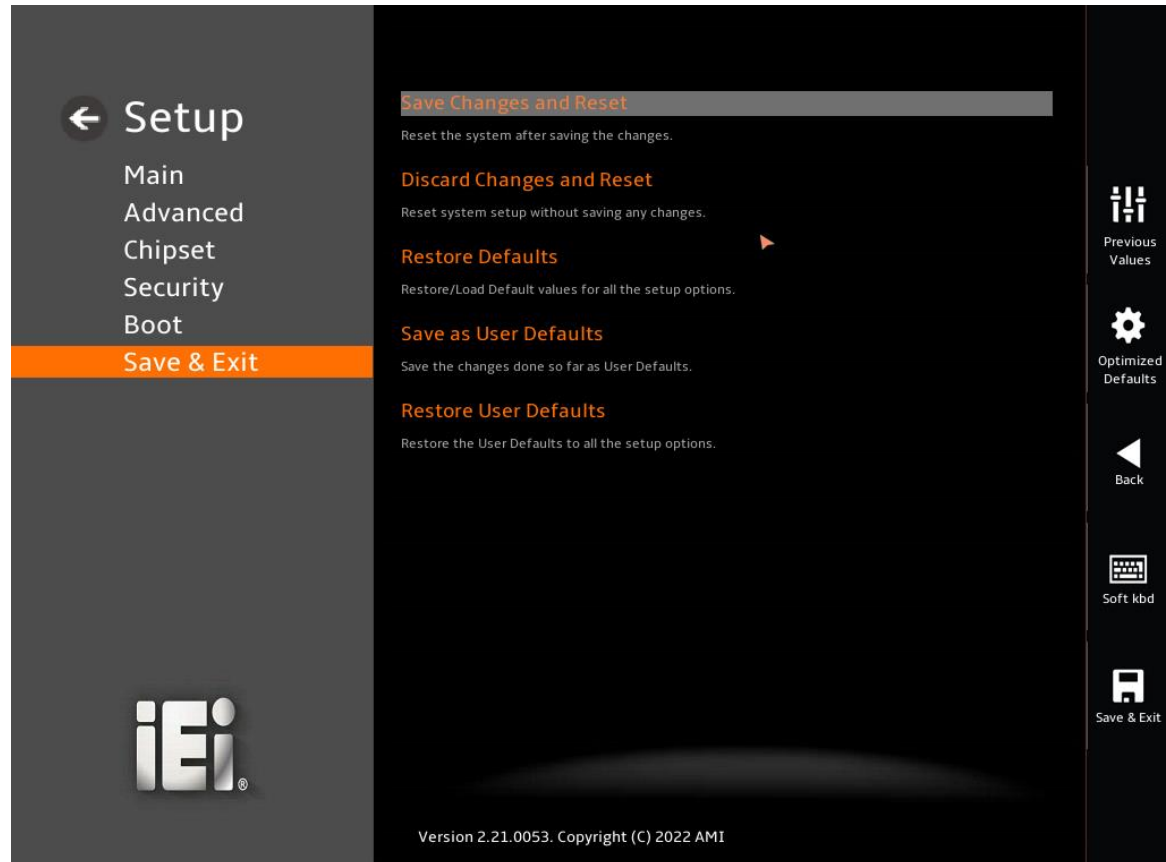 Setup
Main
Advanced
Chipset
Security
Boot
Save & Exit
iEi
®
Save Changes and Reset
Reset the system after saving the changes.
Discard Changes and Reset
Reset system setup without saving any changes.
Restore Defaults
Restore/Load Default values for all the setup options.
Save as User Defaults
Save the changes done so far as User Defaults.
Restore User Defaults
Restore the User Defaults to all the setup options.
Version 2.21.0053. Copyright (C) 2022 AMI
Previous
Values
Optimized
Defaults
Back
Soft kbd
Save & Exit